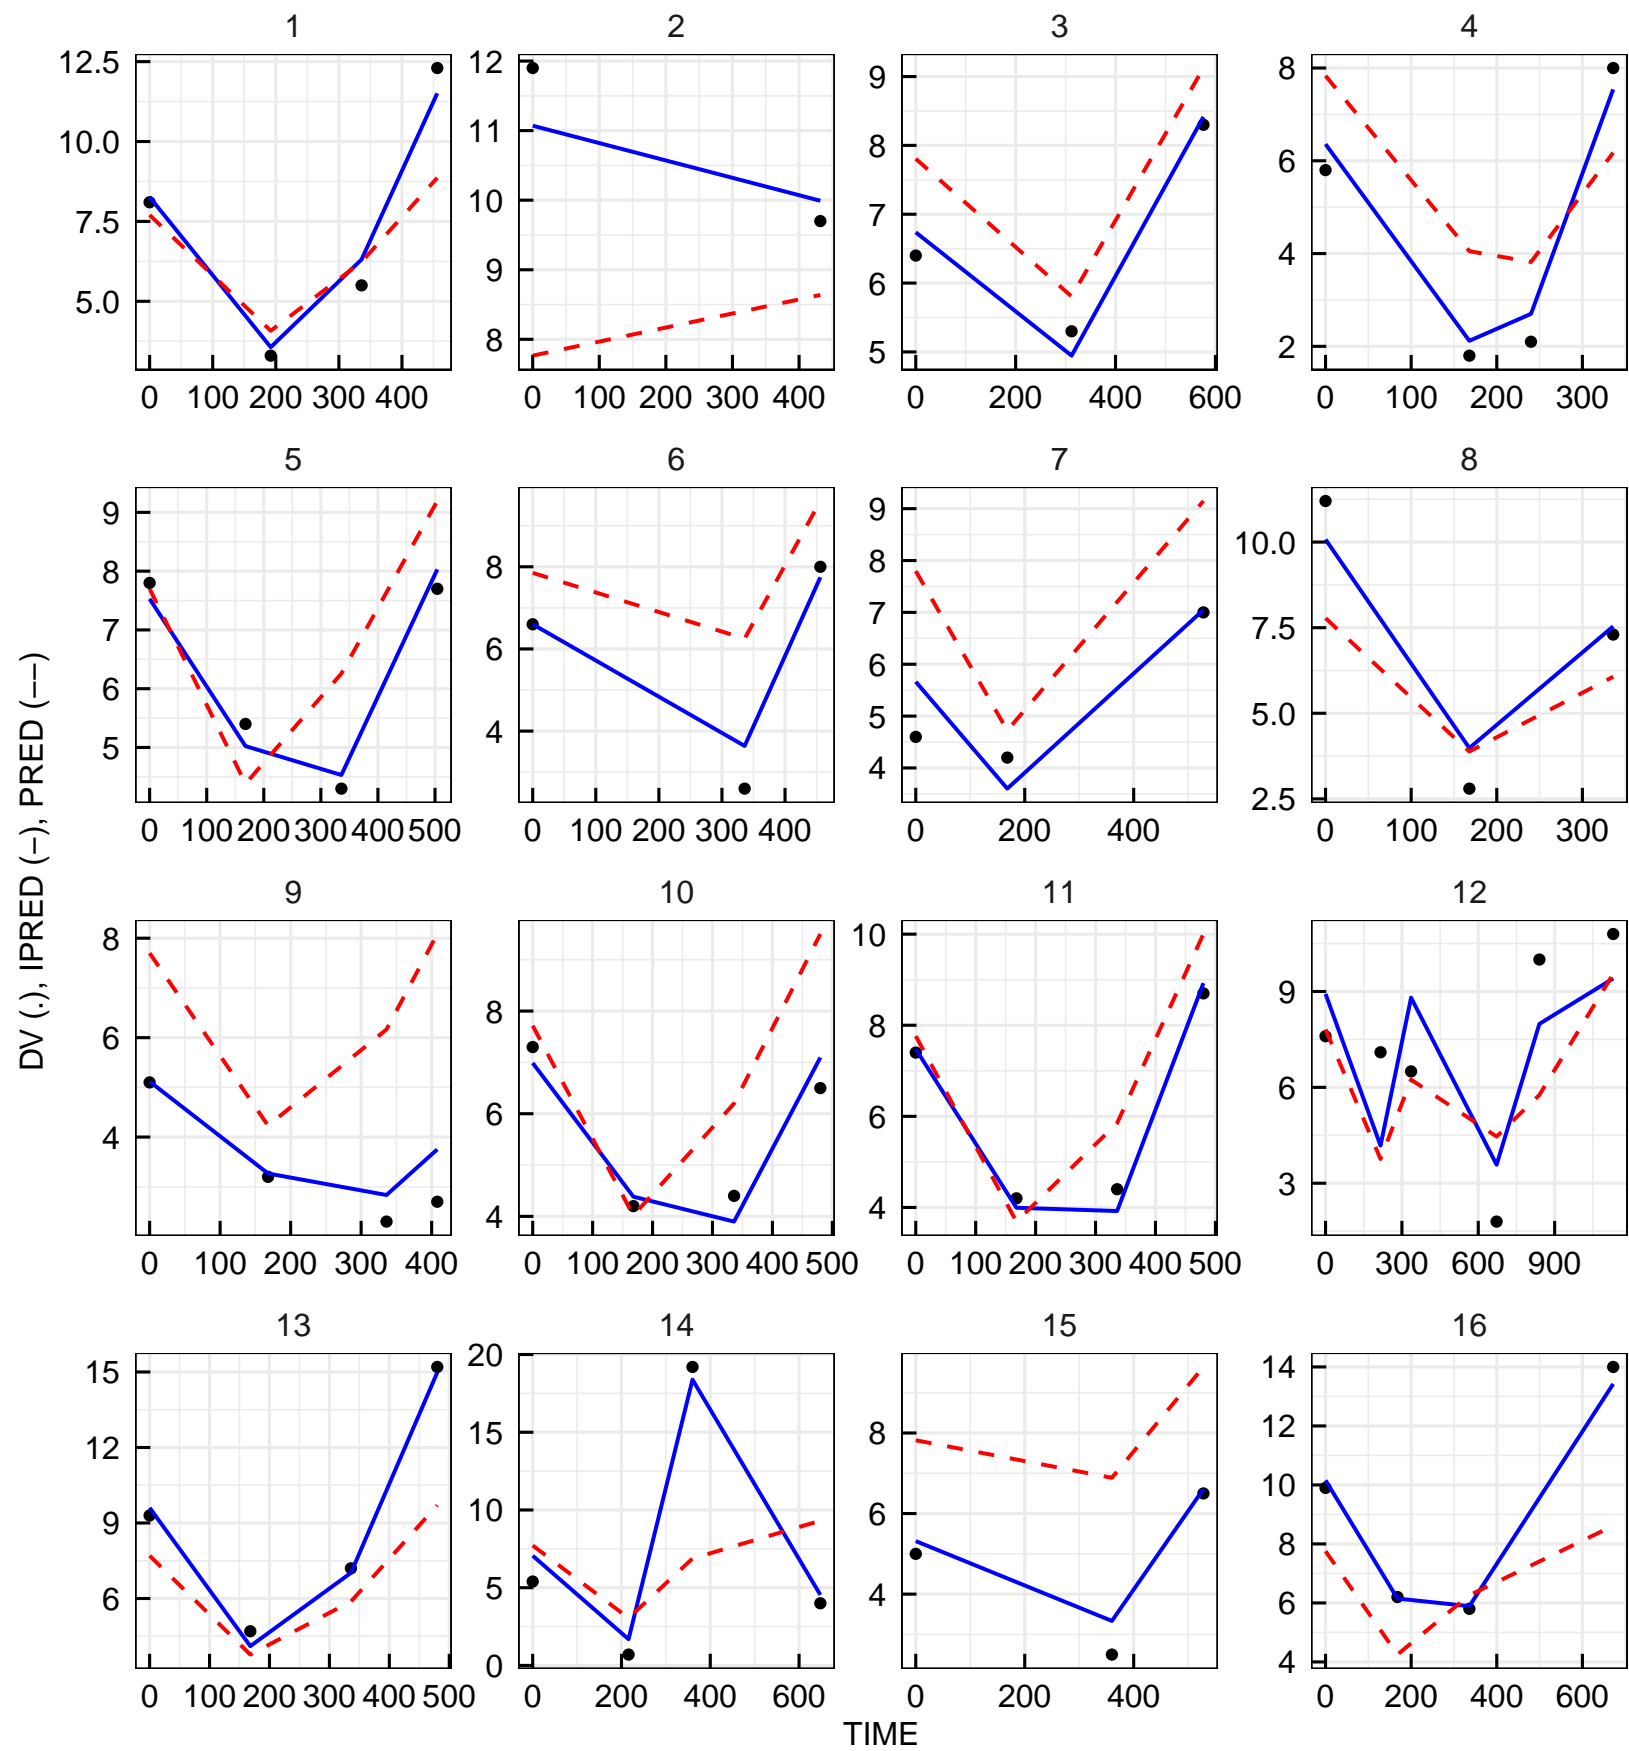 1 2 3 4
12.5 12 9 8
10.0 11 8 6
7.5 10 7 4
5.0 9 6 2
8 5
0 100 200 300 400 0 100 200 300 400 0 200 400 600 0 100 200 300
5 6 7 8
9 8 9 10.0
8 6 8 7.5
7 4 7 5.0
6 6 2.5
5 5
4
0 100 200 300 400 500 0 100 200 300 400 0 200 400 0 100 200 300
9 10 11 12
8 8 10 9
6 6 8 6
4 4 6 3
4
0 100 200 300 400 0 100 200 300 400 500 0 100 200 300 400 500 0 300 600 900
13 14 15 16
15 20 8 14
12 15 6 12
9 10 4 10
6 5 8
0 6
4
0 100 200 300 400 500 0 200 400 600 0 200 400 0 200 400 600
TIME
DV (.), IPRED (−), PRED (−−)